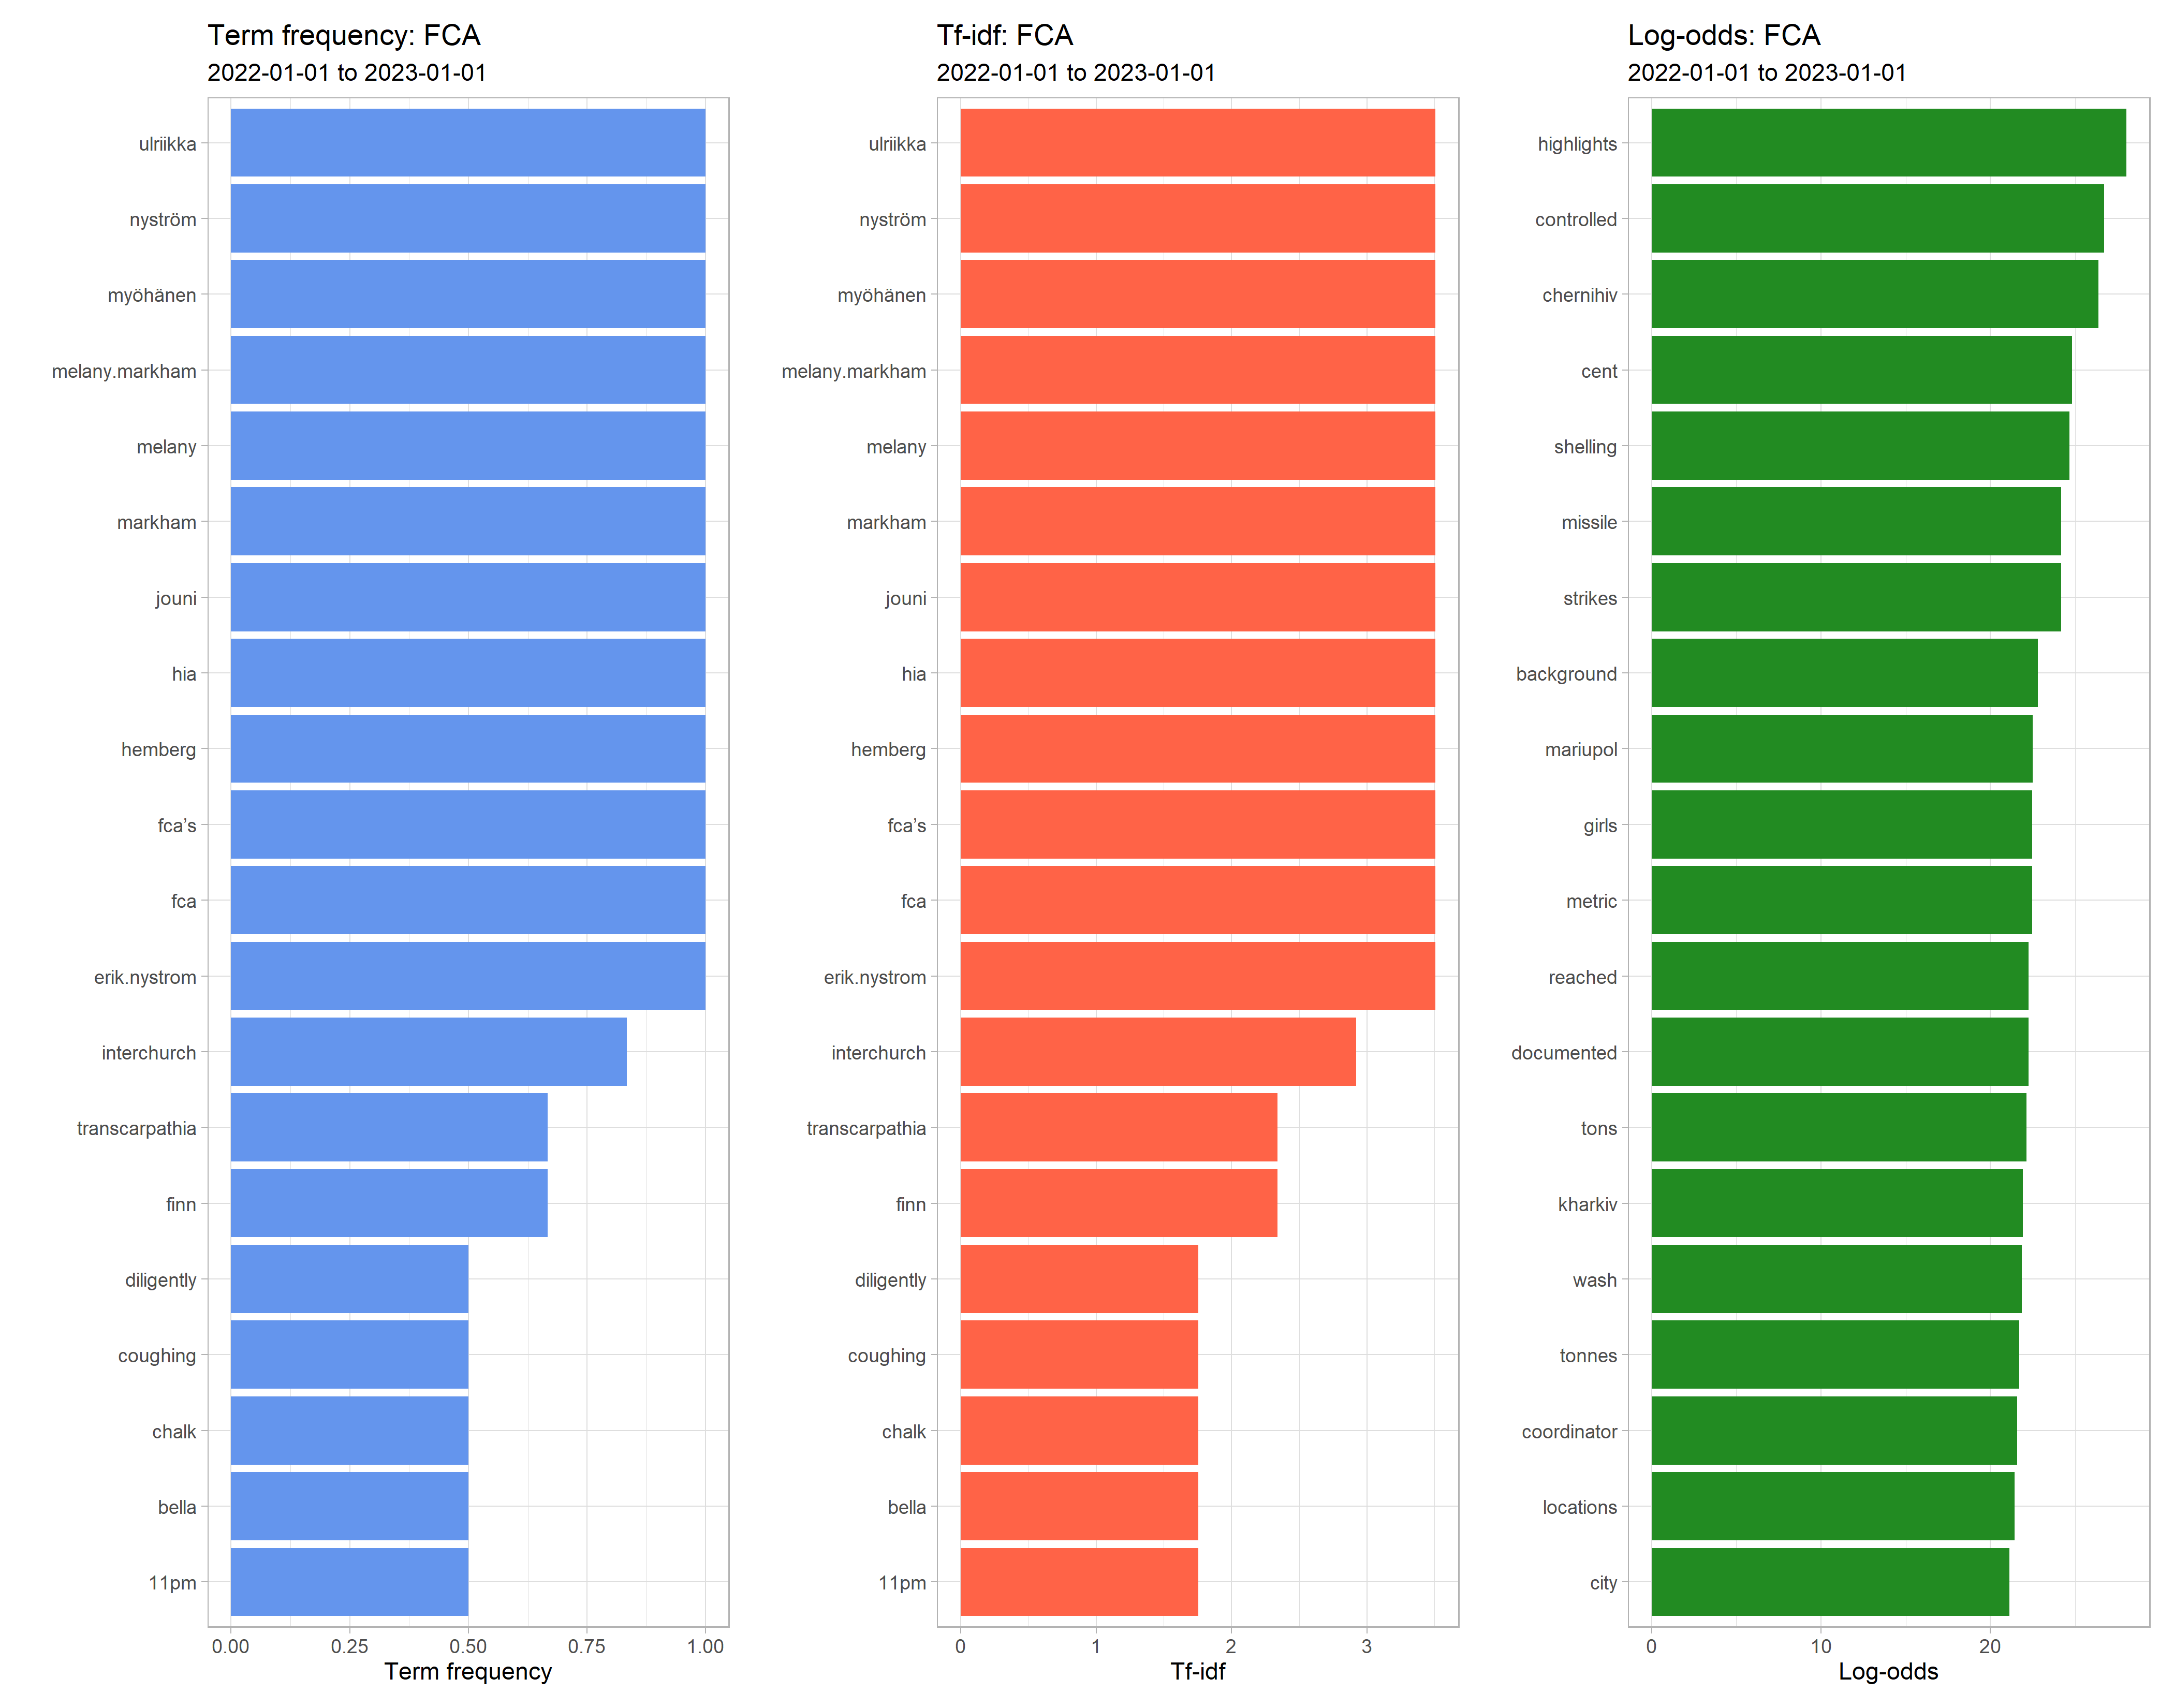 Term frequency: FCA
2022-01-01 to 2023-01-01
ulriikka
nyström
myöhänen
melany.markham
melany
markham
jouni
hia
hemberg
fca’s
fca
erik.nystrom
interchurch
transcarpathia
finn
diligently
coughing
chalk
bella
11pm
0.00 0.25 0.50 0.75 1.00
Term frequency
Tf-idf: FCA
2022-01-01 to 2023-01-01
ulriikka
nyström
myöhänen
melany.markham
melany
markham
jouni
hia
hemberg
fca’s
fca
erik.nystrom
interchurch
transcarpathia
finn
diligently
coughing
chalk
bella
11pm
0 1 2 3
Tf-idf
Log-odds: FCA
2022-01-01 to 2023-01-01
highlights
controlled
chernihiv
cent
shelling
missile
strikes
background
mariupol
girls
metric
reached
documented
tons
kharkiv
wash
tonnes
coordinator
locations
city
0 10 20
Log-odds